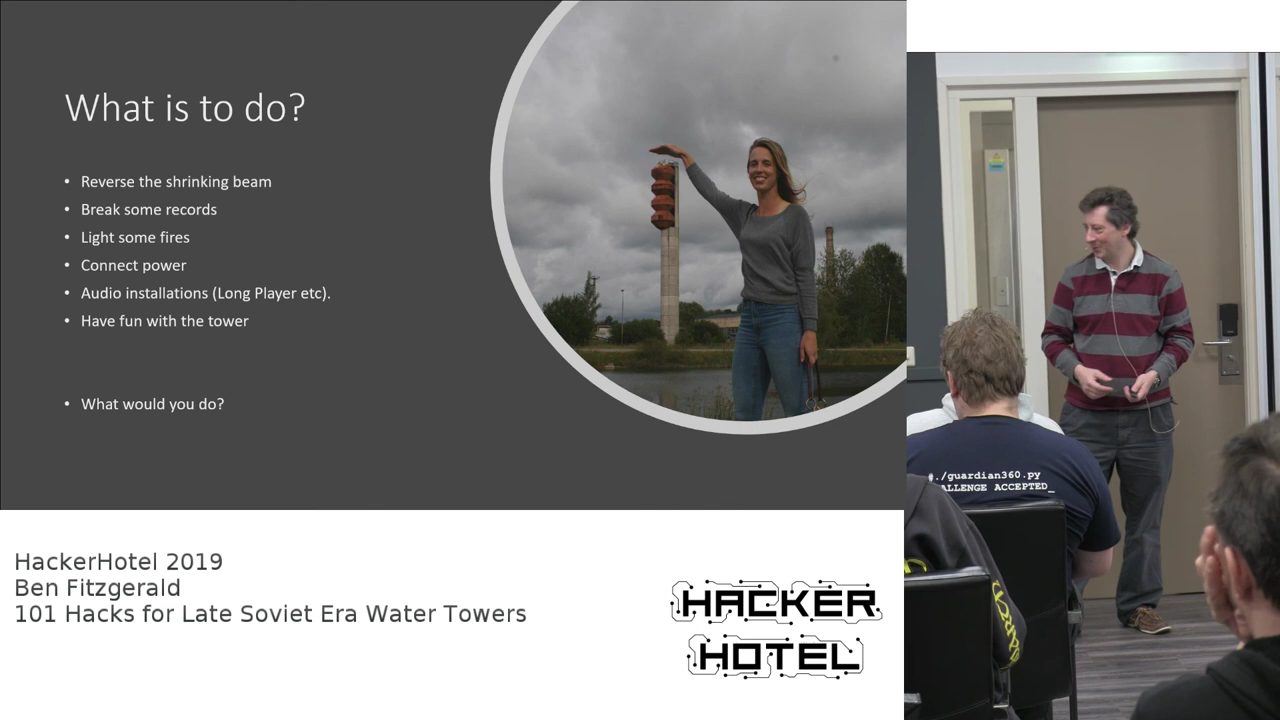 What is to do?
• Reverse the shrinking beam
• Break some records
• Light some fires
• Connect power
• Audio installations (Long Player etc).
• Have fun with the tower
• What would you do?
#./guardian360.py
ALLENGE ACCEPTED_
HackerHotel 2019
Ben Fitzgerald
101 Hacks for Late Soviet Era Water Towers
HACKER
HOTEL